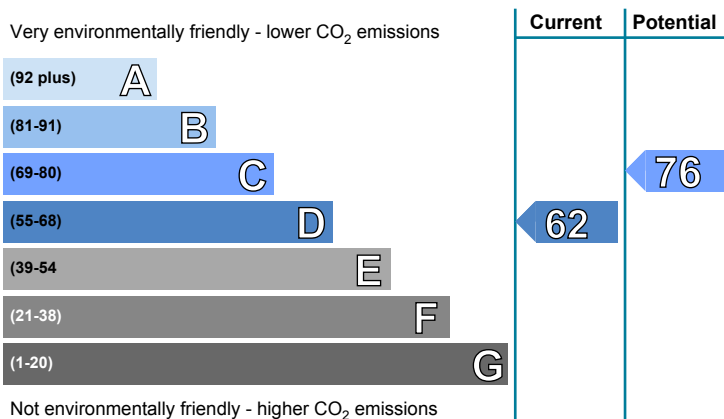 Current Potential
Very environmentally friendly - lower CO2 emissions
(92 plus) A
(81-91) B
(69-80) C 76
(55-68) D 62
(39-54 E
(21-38) F
(1-20) G
Not environmentally friendly - higher CO2 emissions